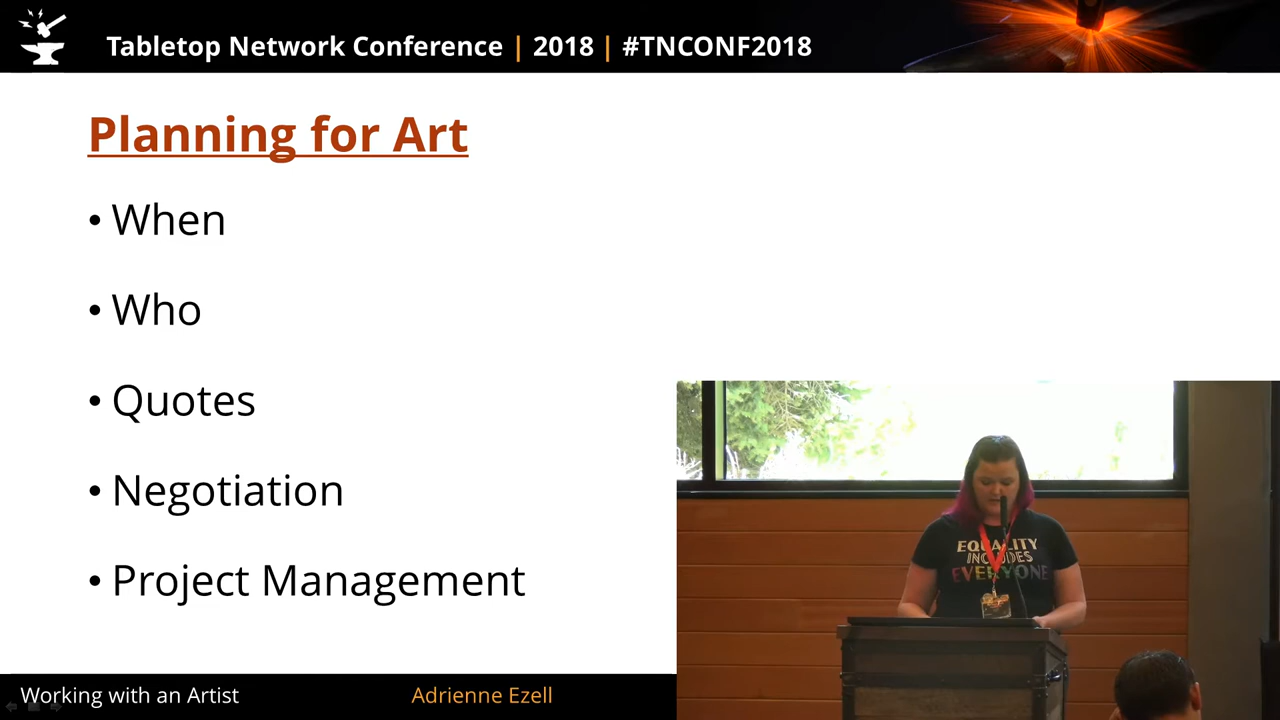 Tabletop Network Conference | 2018 | #TNCONF2018
Planning for Art
• When
• Who
• Quotes
• Negotiation
• Project Management
EQUALITY
INCLUDES
EVERYONE
Working with an Artist
Adrienne Ezell